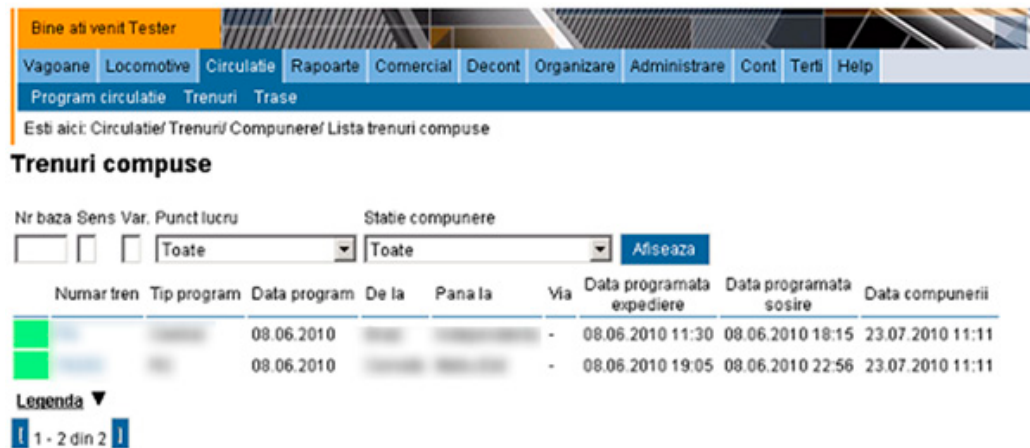 Bine ati venit Tester
Vagoane Locomotive Circulatie Rapoarte Comercial Decont Organizare Administrare Cont Terti Help
Program circulatie Trenuri Trase
Esti aici: Circulatie/ Trenuri/ Compunere/ Lista trenuri compuse
Trenuri compuse
Nr baza Sens Var. Punct lucru Statie compunere
Toate Toate Afiseaza
Numar tren Tip program Data program De la Pana la Via Data programata expediere Data programata sosire Data compunerii
08.06.2010 - 08.06.2010 11:30 08.06.2010 18:15 23.07.2010 11:11
08.06.2010 - 08.06.2010 19:05 08.06.2010 22:56 23.07.2010 11:11
Legenda ▼
[ 1 - 2 din 2 ]